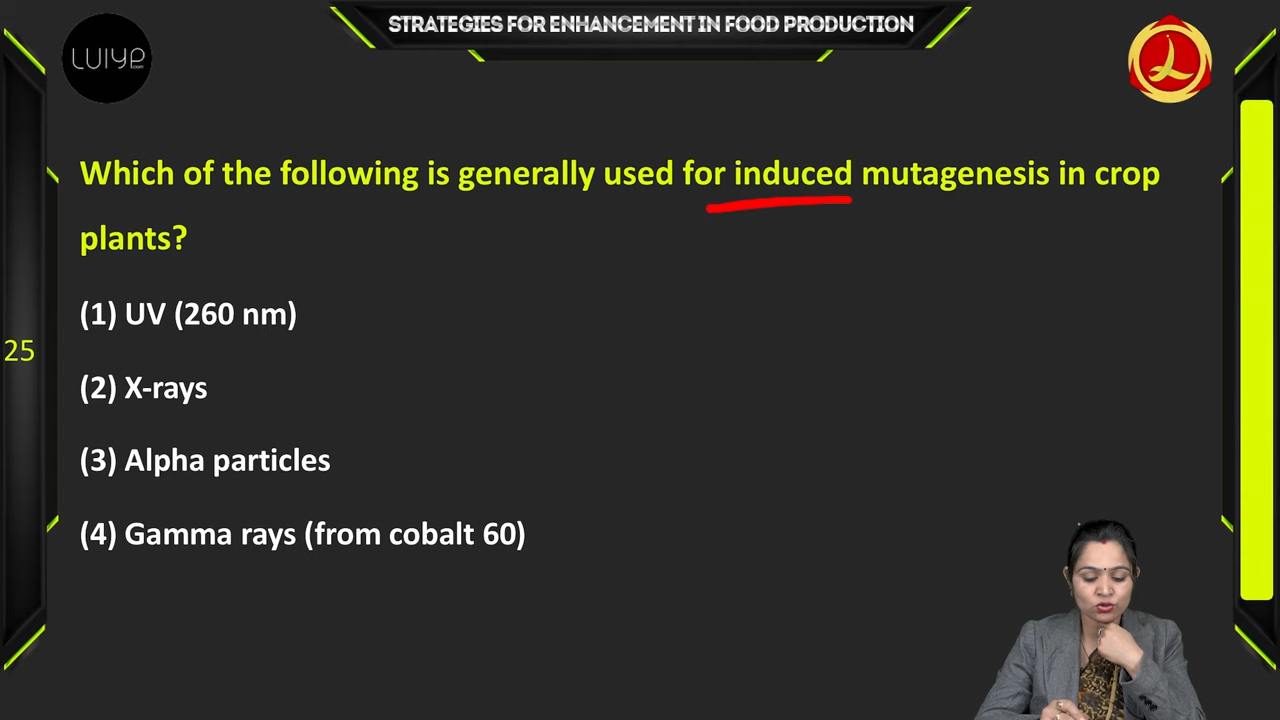 STRATEGIES FOR ENHANCEMENT IN FOOD PRODUCTION
LUIYP
.com
Which of the following is generally used for induced mutagenesis in crop
plants?
(1) UV (260 nm)
25
(2) X-rays
(3) Alpha particles
(4) Gamma rays (from cobalt 60)